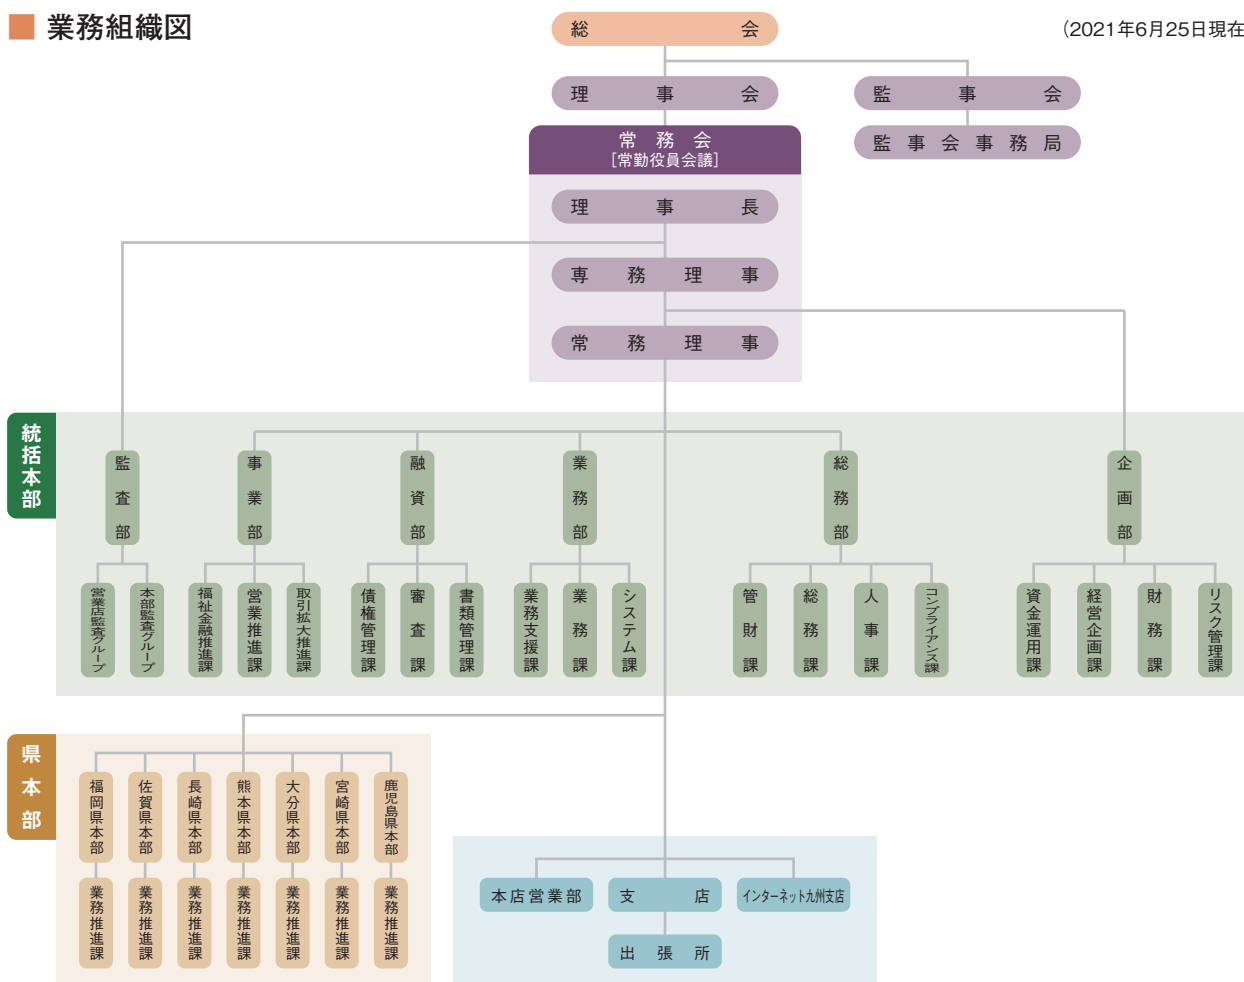 業務組織図
(2021年6月25日現在
総会
理事会
監事会
監事会事務局
常務会
[常勤役員会議]
理事長
専務理事
常務理事
統括本部
監査部
事業部
融資部
業務部
総務部
企画部
営業店監査グループ
本部監査グループ
福祉金融推進課
営業推進課
取引拡大推進課
債権管理課
審査課
書類管理課
業務支援課
業務課
システム課
管財課
総務課
人事課
コンプライアンス課
資金運用課
経営企画課
財務課
リスク管理課
県本部
福岡県本部
佐賀県本部
長崎県本部
熊本県本部
大分県本部
宮崎県本部
鹿児島県本部
業務推進課
業務推進課
業務推進課
業務推進課
業務推進課
業務推進課
業務推進課
本店営業部
支店
インターネット九州支店
出張所